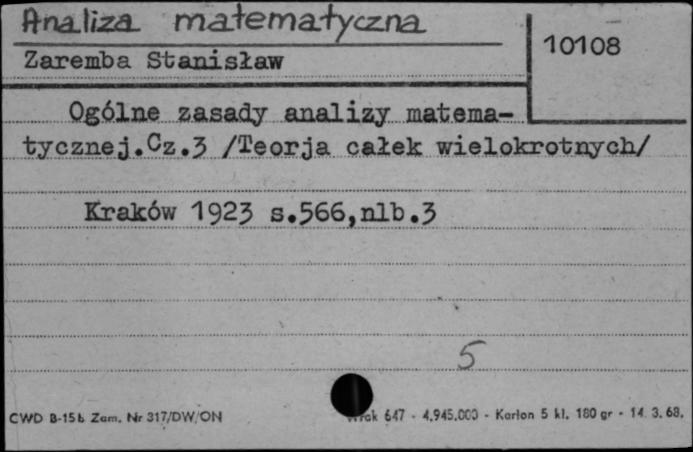 Analiza matematyczna
10108
Zaremba Stanisław
Ogólne zasady analizy matema-
tycznej.Cz.3 /Teorja całek wielokrotnych/
Kraków 1923 s.566,nlb.3
5
CWD B-15b Zam. Nr 317/DW/ON
647 - 4.945.000 - Karton 5 kl. 180 gr - 14. 3. 68.